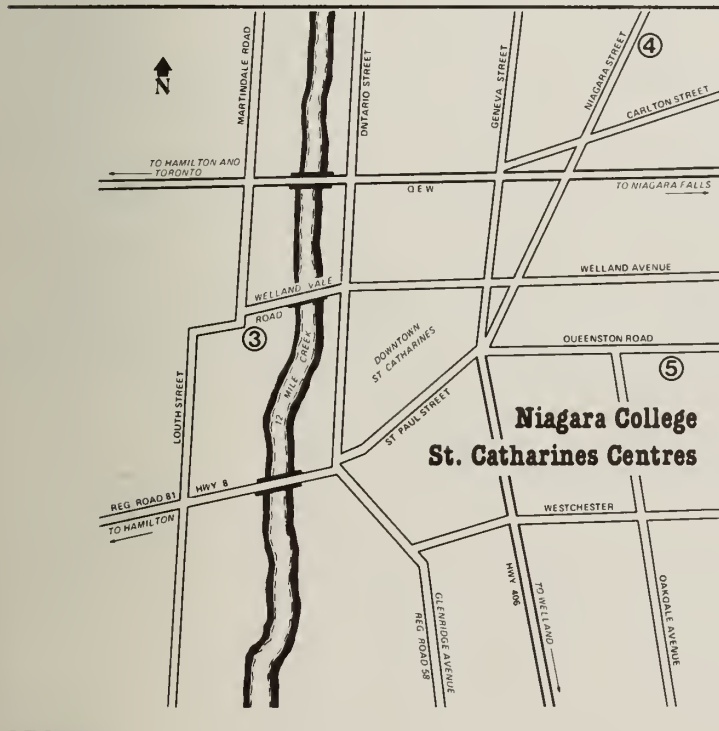 MARTINDALE ROAD
ONTARIO STREET
GENEVA STREET
NIAGARA STREET
④
CARLTON STREET
N
TO HAMILTON AND
TORONTO
QEW
TO NIAGARA FALLS
WELLAND VALE
ROAD
WELLAND AVENUE
③
12 MILE CREEK
DOWNTOWN
ST. CATHARINES
QUEENSTON ROAD
⑤
LOUTH STREET
ST PAUL STREET
Niagara College
St. Catharines Centres
REG ROAD 81
HWY 8
TO HAMILTON
WESTCHESTER
HWY 406
TO WELLAND
GLENRIDGE AVENUE
REG ROAD 58
OAKDALE AVENUE